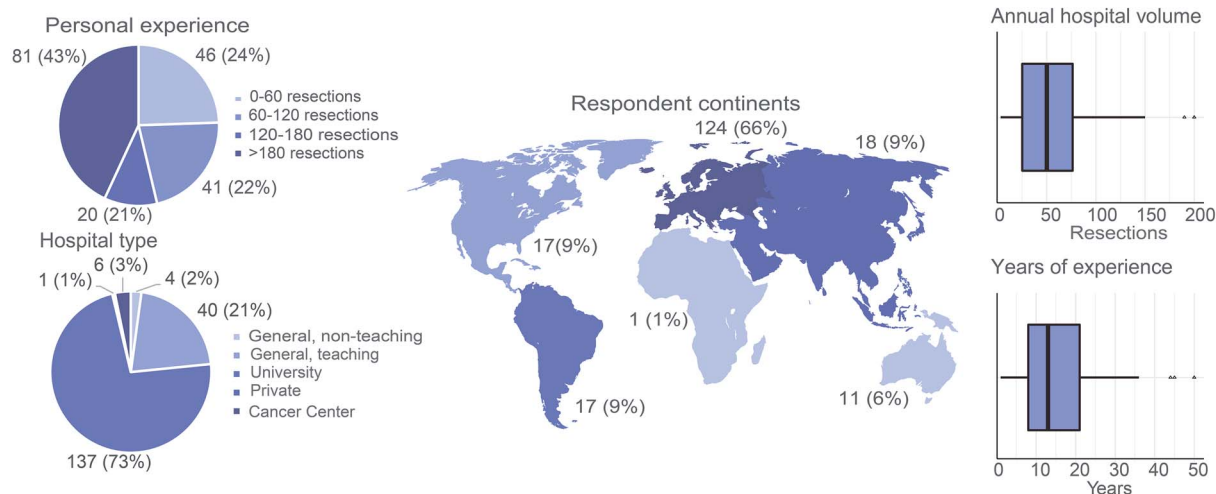 Personal experience
81 (43%)
46 (24%)
0-60 resections
60-120 resections
120-180 resections
>180 resections
41 (22%)
20 (21%)
Hospital type
6 (3%)
1 (1%)
4 (2%)
40 (21%)
General, non-teaching
General, teaching
University
Private
Cancer Center
137 (73%)
Respondent continents
124 (66%)
18 (9%)
17(9%)
1 (1%)
17 (9%)
11 (6%)
Annual hospital volume
0 50 100 150 200
Resections
Years of experience
0 10 20 30 40 50
Years